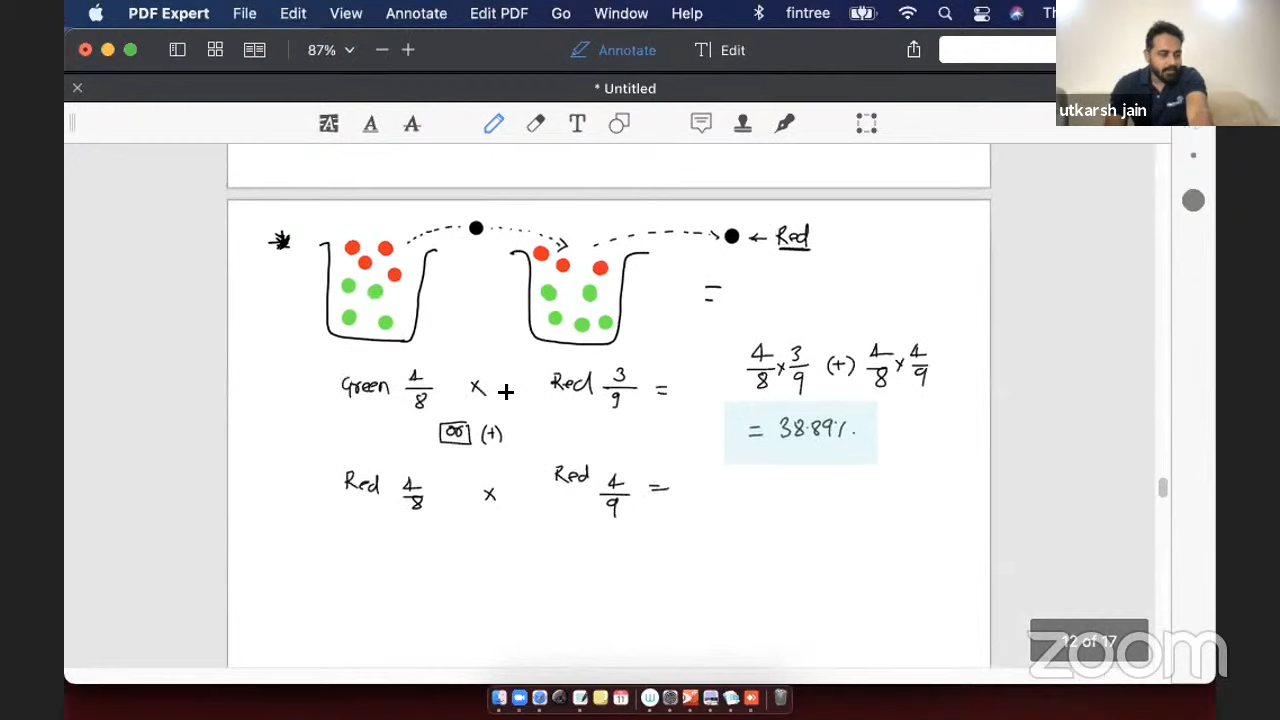 PDF Expert File Edit View Annotate Edit PDF Go Window Help fintree Th
87% Annotate T Edit
* Untitled
utkarsh jain
← Red
=
Green 4/8 x Red 3/9 =
4/8 x 3/9 (+) 4/8 x 4/9
OR (+)
= 38.89%.
Red 4/8 x Red 4/9 =
12 of 17
zoom
11